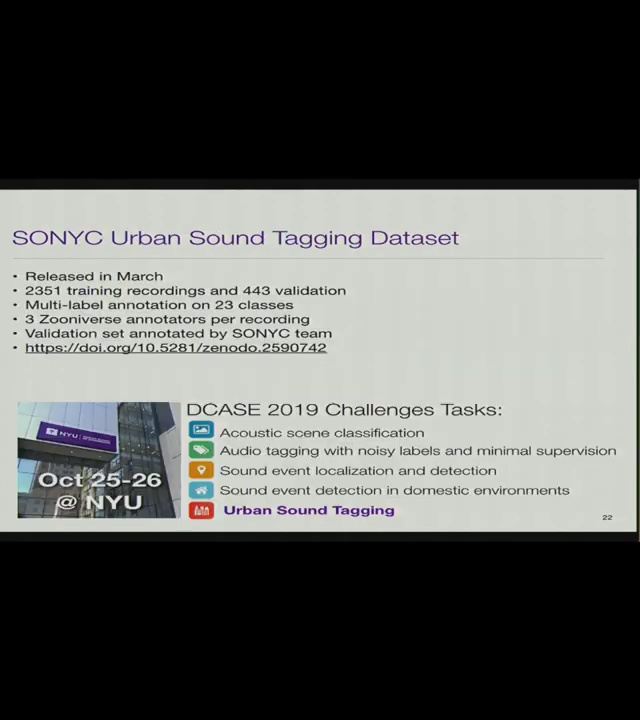 SONYC Urban Sound Tagging Dataset
• Released in March
• 2351 training recordings and 443 validation
• Multi-label annotation on 23 classes
• 3 Zooniverse annotators per recording
• Validation set annotated by SONYC team
• https://doi.org/10.5281/zenodo.2590742
DCASE 2019 Challenges Tasks:
Acoustic scene classification
Audio tagging with noisy labels and minimal supervision
Sound event localization and detection
Sound event detection in domestic environments
Urban Sound Tagging
NYU
Oct 25-26
@ NYU
22